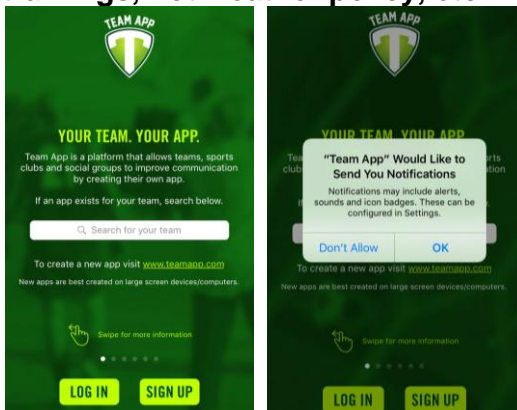 TEAM APP
T
YOUR TEAM. YOUR APP.
Team App is a platform that allows teams, sports
clubs and social groups to improve communication
by creating their own app.
If an app exists for your team, search below.
Search for your team
To create a new app visit www.teamapp.com
New apps are best created on large screen devices/computers.
Swipe for more information
LOG IN
SIGN UP
TEAM APP
T
YOUR TEAM. YOUR APP.
"Team App" Would Like to
Send You Notifications
Notifications may include alerts,
sounds and icon badges. These can be
configured in Settings.
Don't Allow
OK
To create a new app visit www.teamapp.com
New apps are best created on large screen devices/computers.
Swipe for more information
LOG IN
SIGN UP